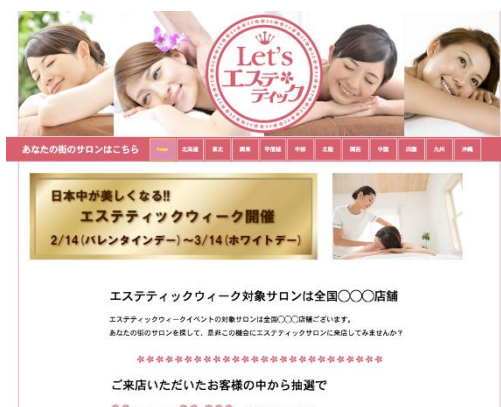 Let's
エステ
ティック
あなたの街のサロンはこちら
home 北海道 東北 関東 甲信越 中部 北陸 関西 中国 四国 九州 沖縄
日本中が美しくなる!!
エステティックウィーク開催
2/14(バレンタインデー)～3/14(ホワイトデー)
エステティックウィーク対象サロンは全国◯◯◯店舗
エステティックウィークイベントの対象サロンは全国◯◯◯店舗ございます。
あなたの街のサロンを探して、是非この機会にエステティックサロンに来店してみませんか？
ご来店いただいたお客様の中から抽選で